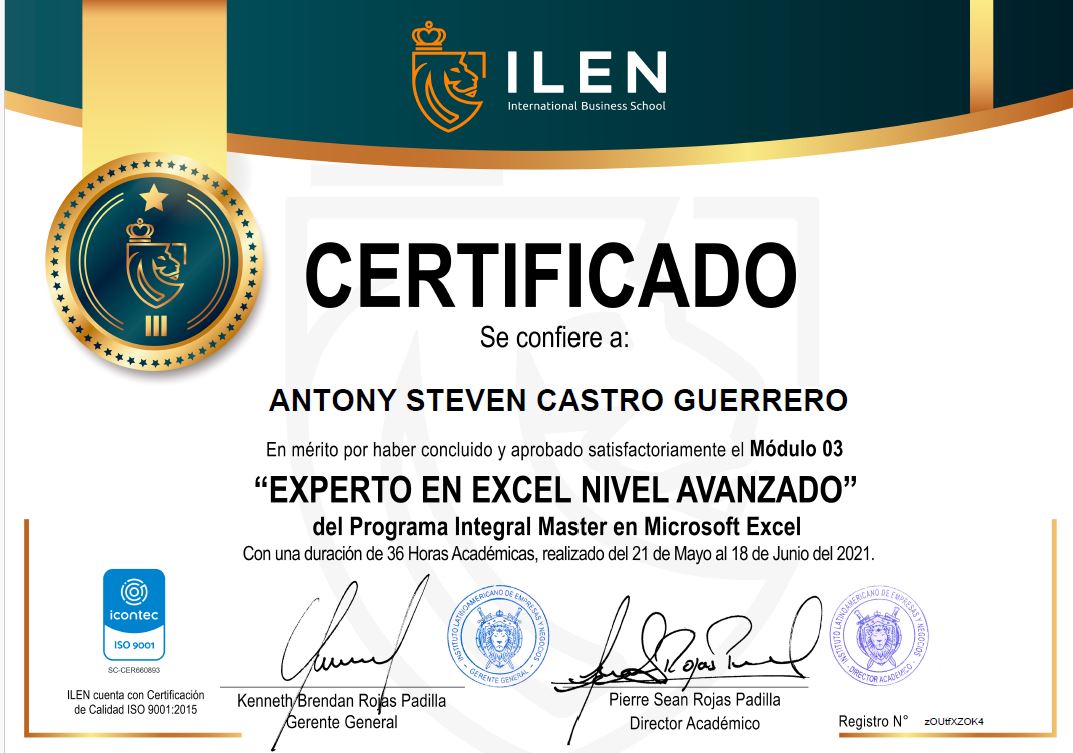 ILEN
International Business School
III
CERTIFICADO
Se confiere a:
ANTONY STEVEN CASTRO GUERRERO
En mérito por haber concluido y aprobado satisfactoriamente el Módulo 03
“EXPERTO EN EXCEL NIVEL AVANZADO”
del Programa Integral Master en Microsoft Excel
Con una duración de 36 Horas Académicas, realizado del 21 de Mayo al 18 de Junio del 2021.
icontec
ISO 9001
SC-CER660893
ILEN cuenta con Certificación
de Calidad ISO 9001:2015
INSTITUTO LATINOAMERICANO DE EMPRESAS Y NEGOCIOS
- GERENTE GENERAL -
Kenneth Brendan Rojas Padilla
Gerente General
INSTITUTO LATINOAMERICANO DE EMPRESAS Y NEGOCIOS
- DIRECTOR ACADÉMICO -
Pierre Sean Rojas Padilla
Director Académico
Registro N° zOUtfXZOK4